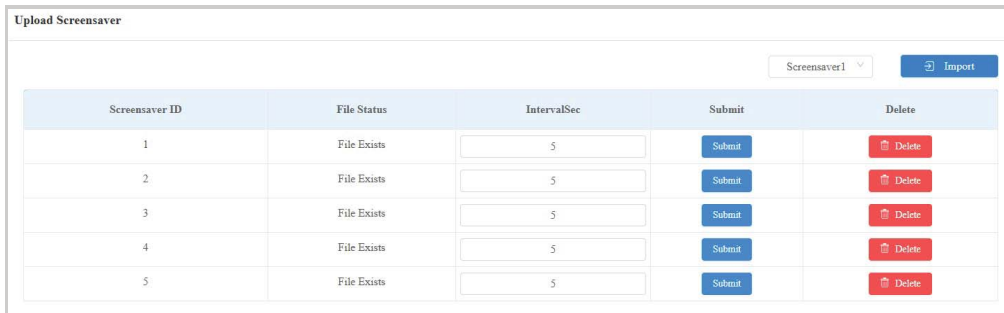 Upload Screensaver
Screensaver1 Import
Screensaver ID File Status IntervalSec Submit Delete
1 File Exists 5 Submit Delete
2 File Exists 5 Submit Delete
3 File Exists 5 Submit Delete
4 File Exists 5 Submit Delete
5 File Exists 5 Submit Delete